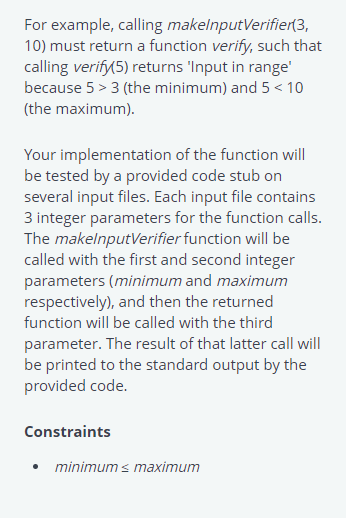 For example, calling makeInputVerifier(3,
10) must return a function verify, such that
calling verify(5) returns 'Input in range'
because 5 > 3 (the minimum) and 5 < 10
(the maximum).
Your implementation of the function will
be tested by a provided code stub on
several input files. Each input file contains
3 integer parameters for the function calls.
The makeInputVerifier function will be
called with the first and second integer
parameters (minimum and maximum
respectively), and then the returned
function will be called with the third
parameter. The result of that latter call will
be printed to the standard output by the
provided code.
Constraints
• minimum ≤ maximum